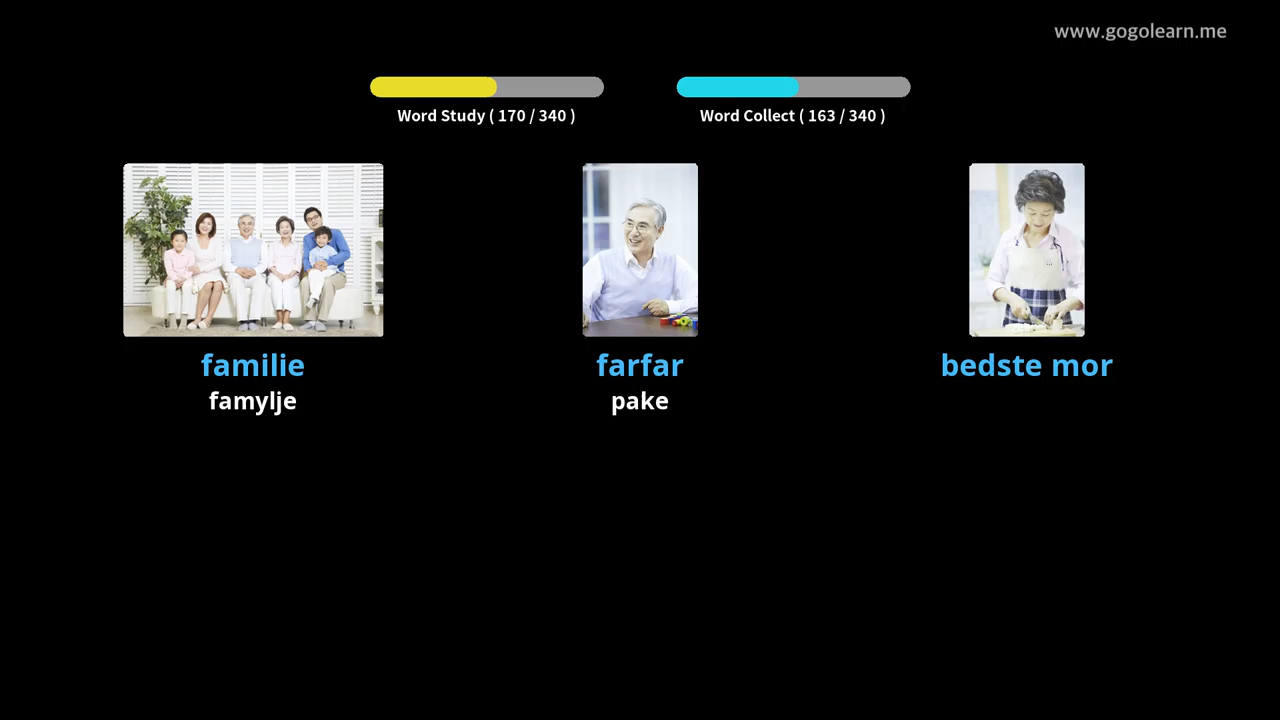 www.gogolearn.me
Word Study ( 170 / 340 )
Word Collect ( 163 / 340 )
familie
famylje
farfar
pake
bedste mor